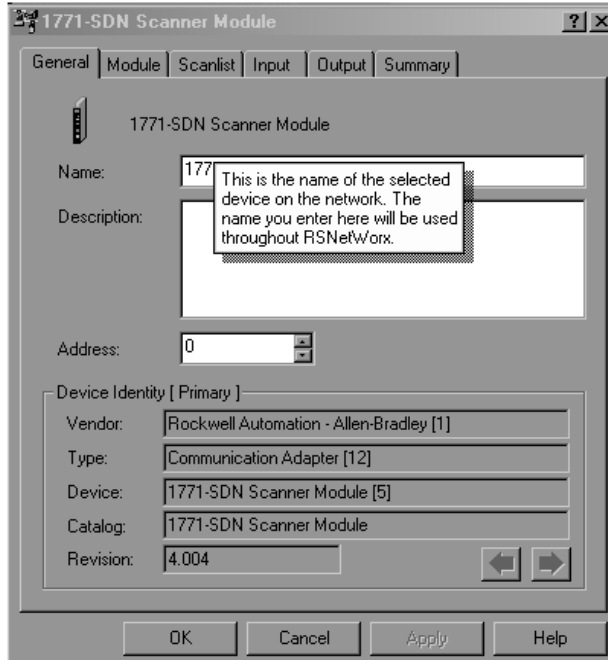 1771-SDN Scanner Module
General Module Scanlist Input Output Summary
1771-SDN Scanner Module
Name: 177
This is the name of the selected
device on the network. The
name you enter here will be used
throughout RSNetWorx.
Description:
Address: 0
Device Identity [ Primary ]
Vendor: Rockwell Automation - Allen-Bradley [1]
Type: Communication Adapter [12]
Device: 1771-SDN Scanner Module [5]
Catalog: 1771-SDN Scanner Module
Revision: 4.004
OK Cancel Apply Help